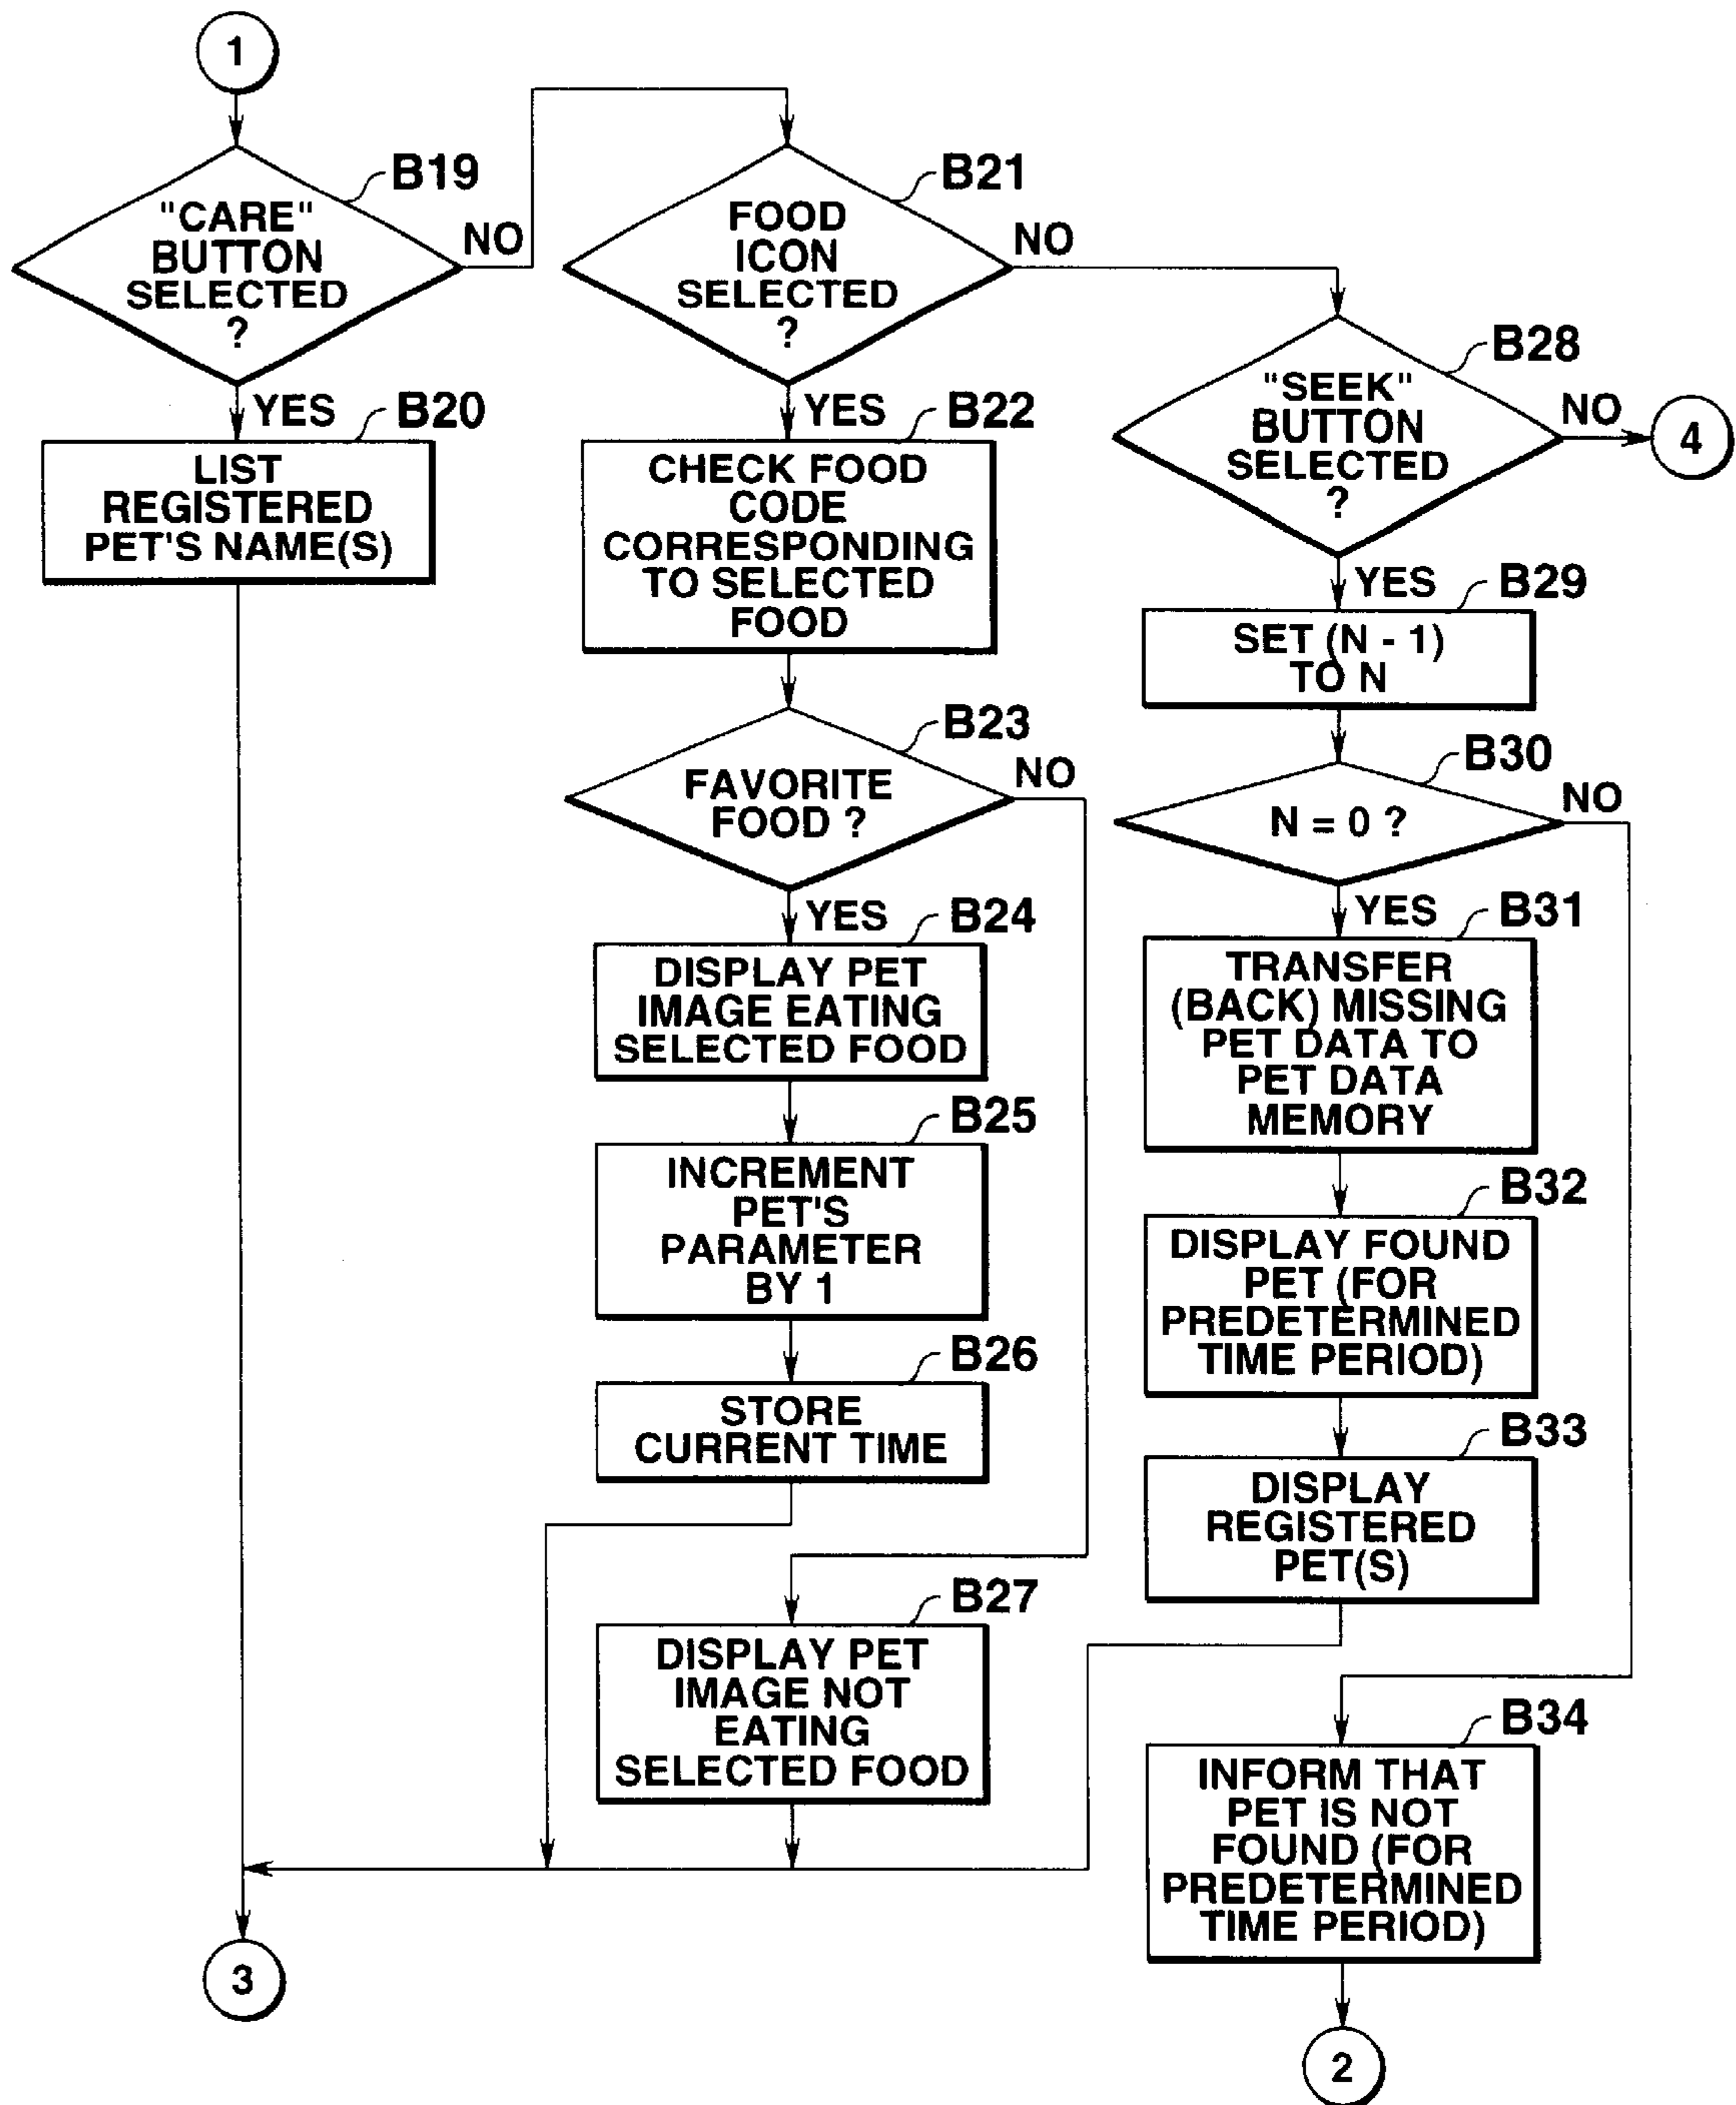 1
B19
"CARE"
BUTTON
SELECTED
?
NO
YES
B20
LIST
REGISTERED
PET'S NAME(S)
3
B21
FOOD
ICON
SELECTED
?
NO
YES
B22
CHECK FOOD
CODE
CORRESPONDING
TO SELECTED
FOOD
B23
FAVORITE
FOOD ?
NO
YES
B24
DISPLAY PET
IMAGE EATING
SELECTED FOOD
B25
INCREMENT
PET'S
PARAMETER
BY 1
B26
STORE
CURRENT TIME
B27
DISPLAY PET
IMAGE NOT
EATING
SELECTED FOOD
B28
"SEEK"
BUTTON
SELECTED
?
NO
4
YES
B29
SET (N - 1)
TO N
B30
N = 0 ?
NO
YES
B31
TRANSFER
(BACK) MISSING
PET DATA TO
PET DATA
MEMORY
B32
DISPLAY FOUND
PET (FOR
PREDETERMINED
TIME PERIOD)
B33
DISPLAY
REGISTERED
PET(S)
B34
INFORM THAT
PET IS NOT
FOUND (FOR
PREDETERMINED
TIME PERIOD)
2